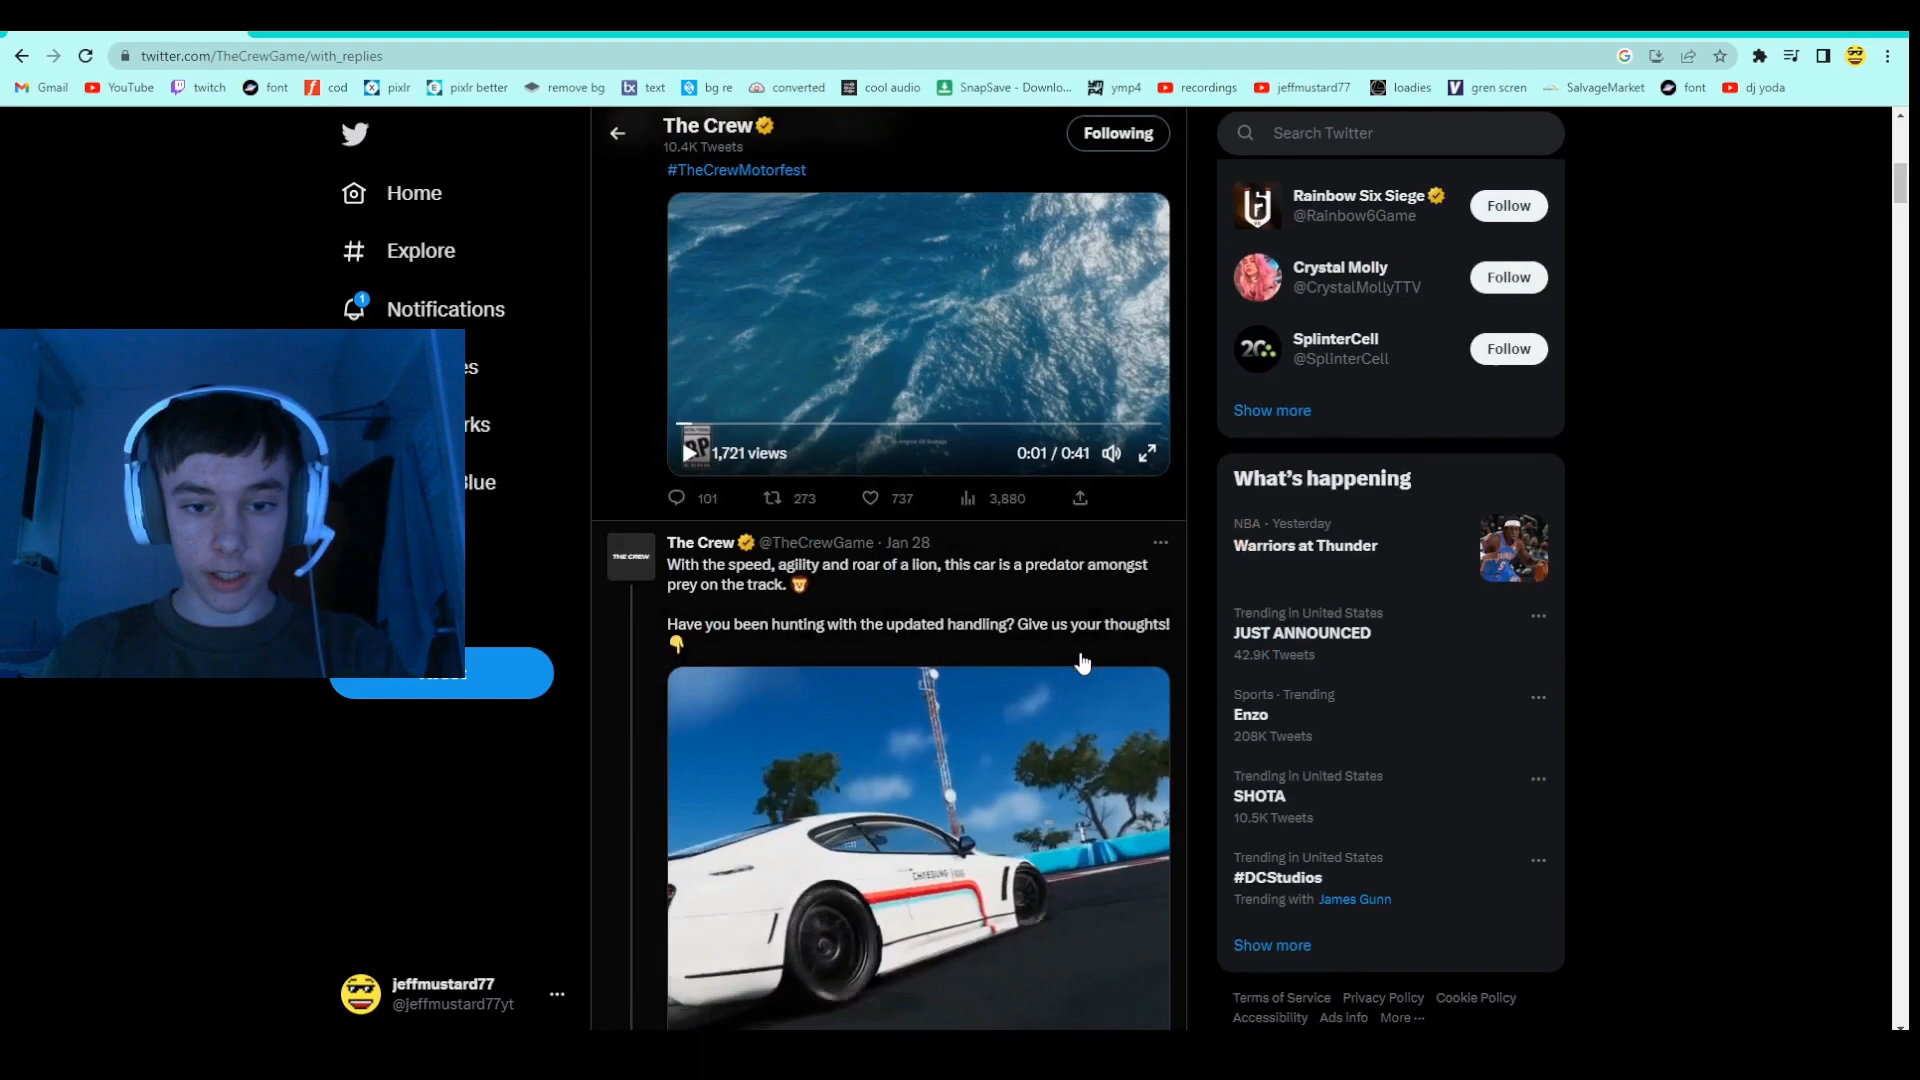 twitter.com/TheCrewGame/with_replies
Gmail YouTube twitch font cod pixlr pixlr better remove bg text bg re converted cool audio SnapSave - Downlo... ymp4 recordings jeffmustard77 loadies gren scren SalvageMarket font dj yoda
The Crew
10.4K Tweets
Following
Search Twitter
Home
Explore
1
Notifications
es
rks
Blue
jeffmustard77
@jeffmustard77yt
#TheCrewMotorfest
RP
1,721 views
0:01 / 0:41
101 273 737 3,880
THE CREW
The Crew @TheCrewGame · Jan 28
With the speed, agility and roar of a lion, this car is a predator amongst
prey on the track. 🦁
Have you been hunting with the updated handling? Give us your thoughts!
👇
Rainbow Six Siege
@Rainbow6Game
Follow
Crystal Molly
@CrystalMollyTTV
Follow
SplinterCell
@SplinterCell
Follow
Show more
What's happening
NBA · Yesterday
Warriors at Thunder
Trending in United States
JUST ANNOUNCED
42.9K Tweets
Sports · Trending
Enzo
208K Tweets
Trending in United States
SHOTA
10.5K Tweets
Trending in United States
#DCStudios
Trending with James Gunn
Show more
Terms of Service Privacy Policy Cookie Policy
Accessibility Ads info More ···